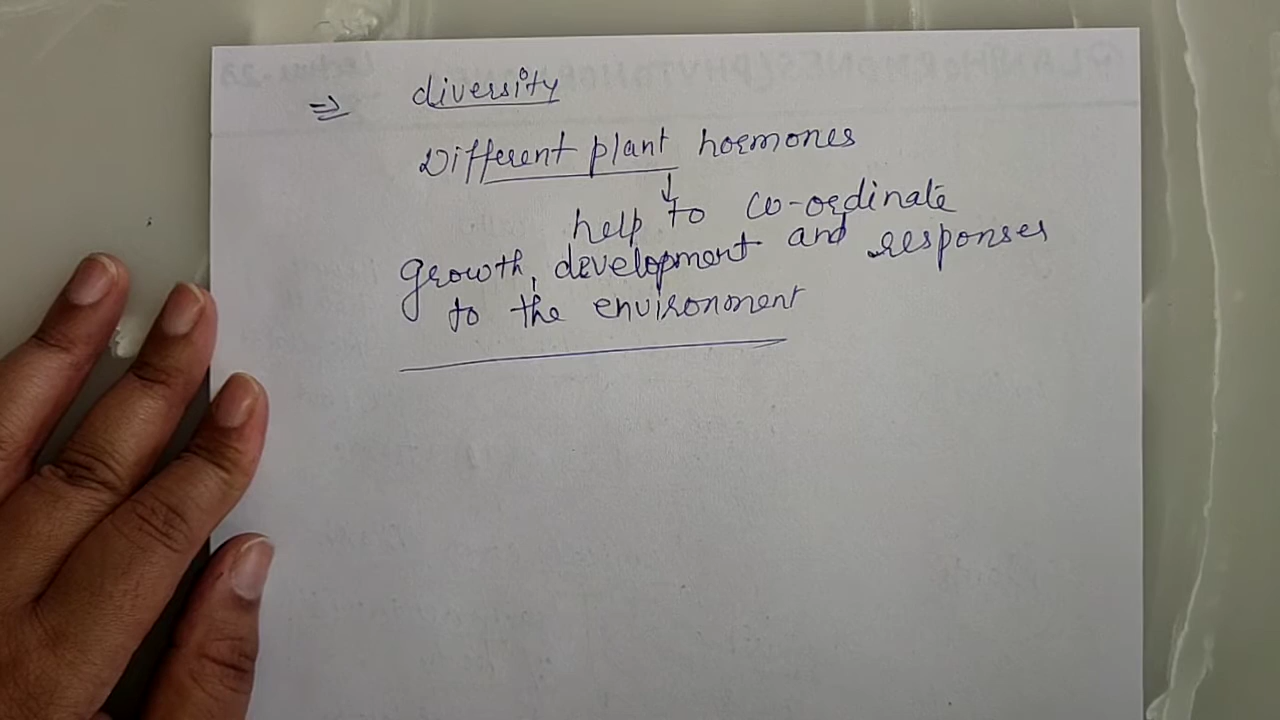 ⇒ diversity
Different plant hormones
↓
help to co-ordinate
Growth, development and responses
to the environment